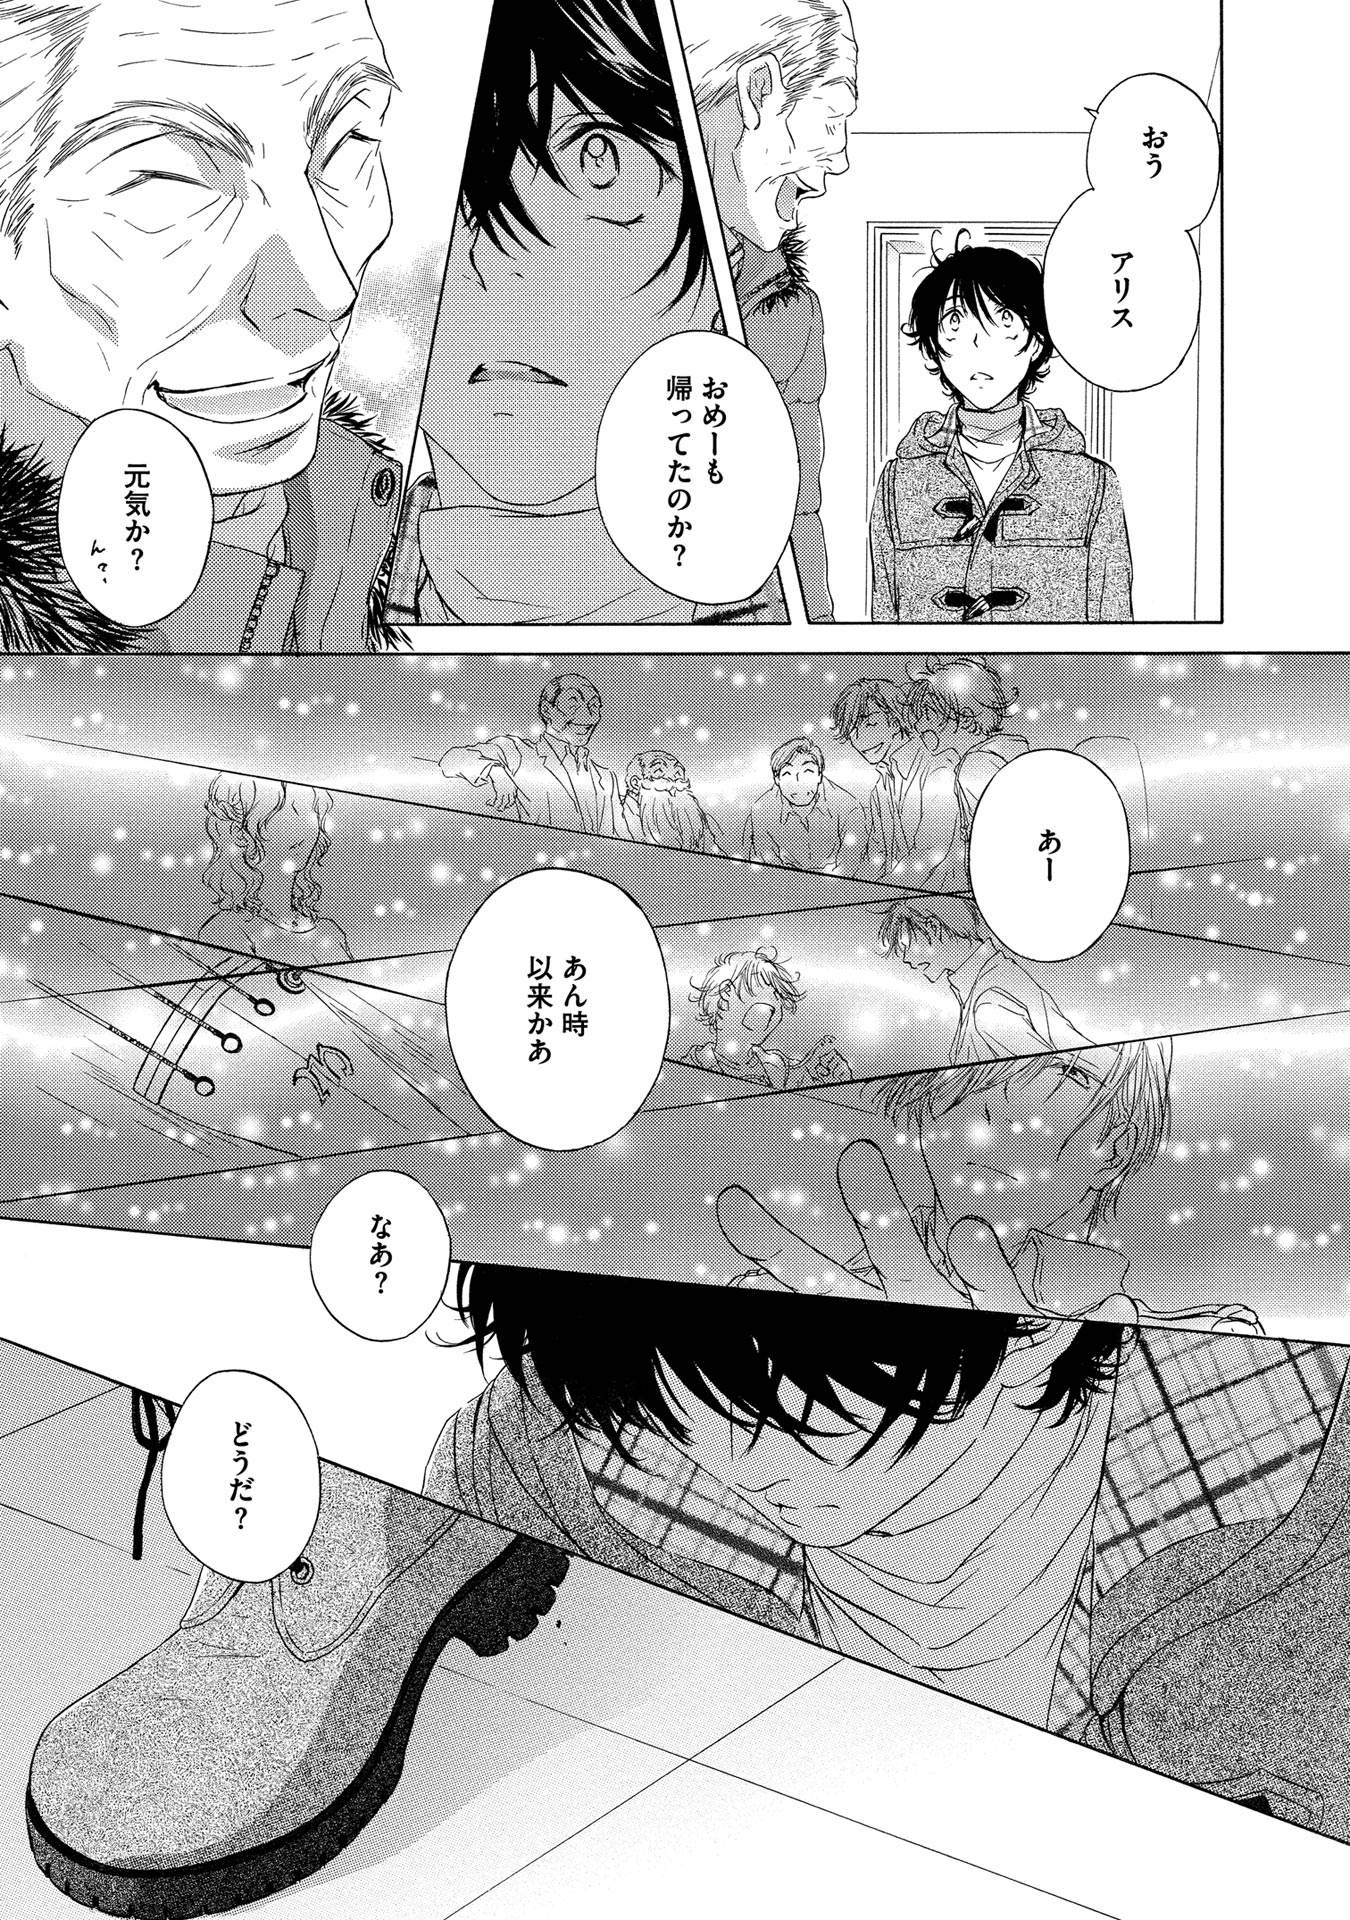 おう
アリス
おめーも
帰ってたのか?
元気か?
ん?
あー
あん時
以来かあ
なあ?
どうだ?